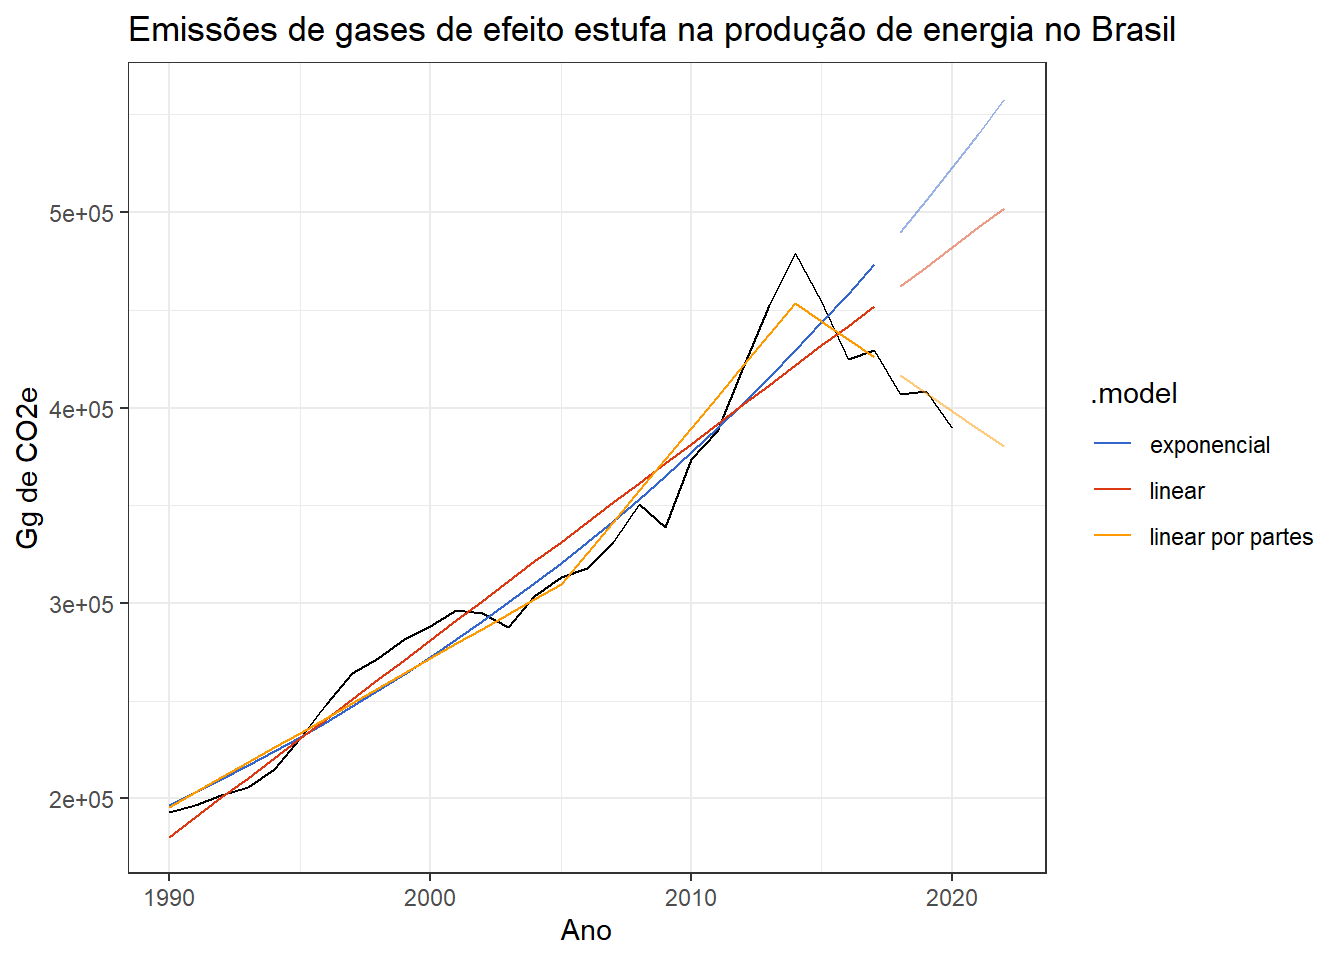 Emissões de gases de efeito estufa na produção de energia no Brasil
5e+05
4e+05
3e+05
2e+05
Gg de CO2e
1990
2000
2010
2020
Ano
.model
exponencial
linear
linear por partes